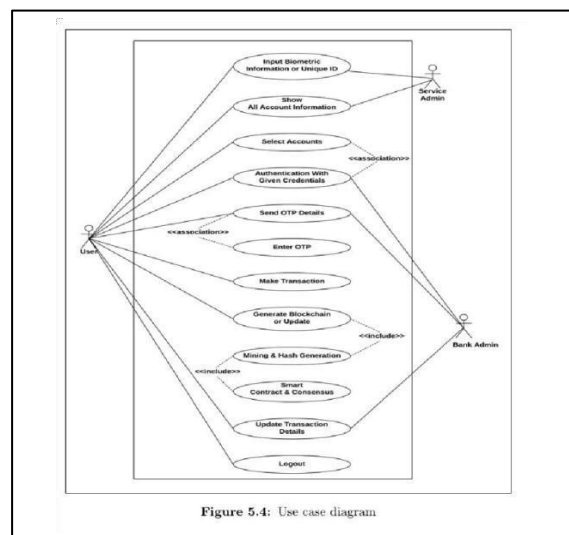 Input Biometric
Information or Unique ID
Service
Admin
Show
All Account Information
Select Accounts
<<association>>
Authentication With
Given Credentials
Send OTP Details
<<association>>
User
Enter OTP
Make Transaction
Generate Blockchain
or Update
<<include>>
Bank Admin
Mining & Hash Generation
<<include>>
Smart
Contract & Consensus
Update Transaction
Details
Logout
Figure 5.4: Use case diagram